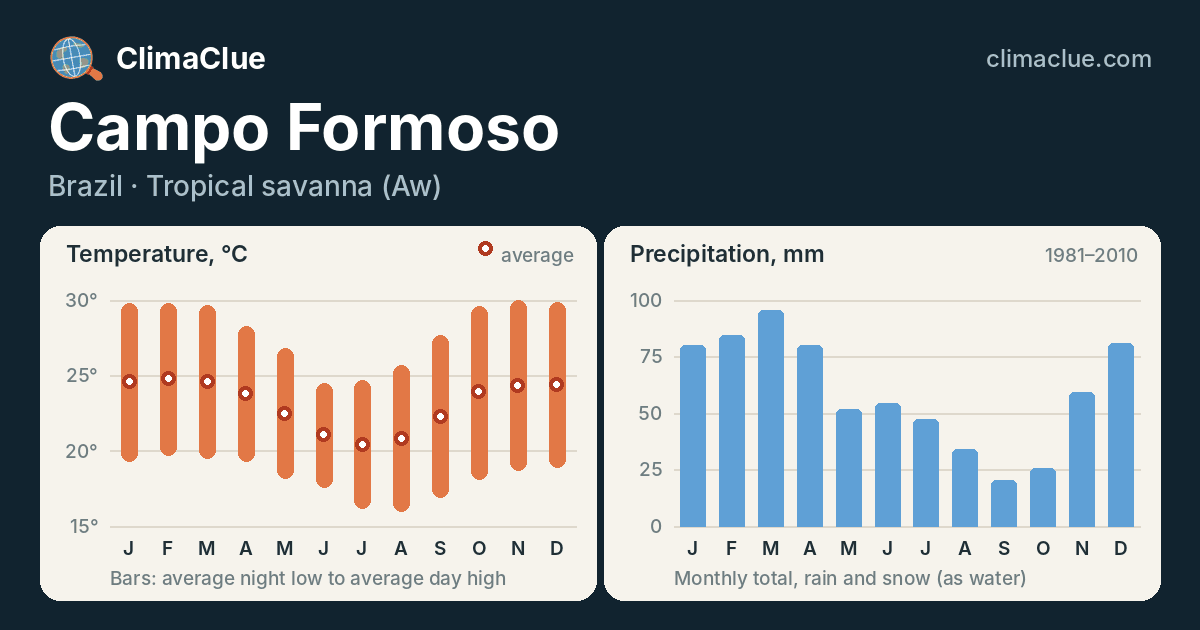 ClimaClue
climaclue.com
Campo Formoso
Brazil · Tropical savanna (Aw)
Temperature, °C
average
30°
25°
20°
15°
J F M A M J J A S O N D
Bars: average night low to average day high
Precipitation, mm
1981–2010
100
75
50
25
0
J F M A M J J A S O N D
Monthly total, rain and snow (as water)